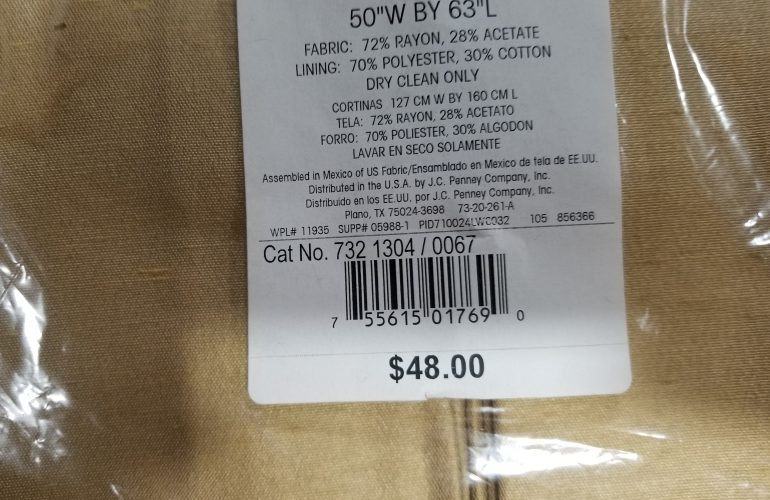 50"W BY 63"L
FABRIC: 72% RAYON, 28% ACETATE
LINING: 70% POLYESTER, 30% COTTON
DRY CLEAN ONLY
CORTINAS 127 CM W BY 160 CM L
TELA: 72% RAYON, 28% ACETATO
FORRO: 70% POLIESTER, 30% ALGODON
LAVAR EN SECO SOLAMENTE
Assembled in Mexico of US Fabric/Ensamblado en Mexico de tela de EE.UU.
Distributed in the U.S.A. by J.C. Penney Company, Inc.
Distribuido en los EE.UU. por J.C. Penney Company, Inc.
Plano, TX 75024-3698 73-20-261-A
WPL# 11935 SUPP# 05988-1 105 856366
Cat No. 732 1304 / 0067
7 55615 01769 0
$48.00